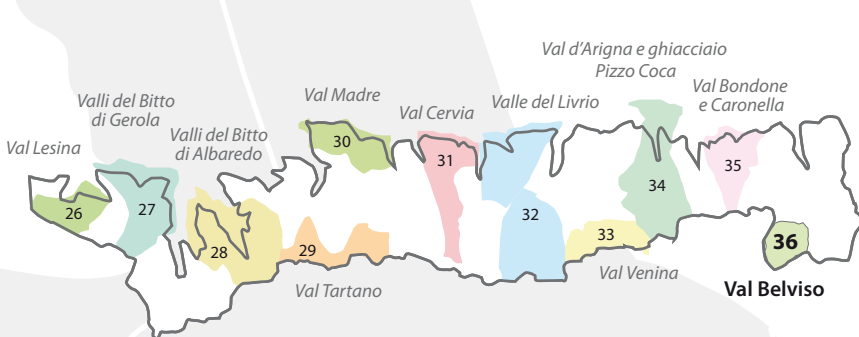 Val d'Arigna e ghiacciaio
Pizzo Coca
Val Bondone
e Caronella
Valle del Livrio
Val Cervia
Val Madre
Valli del Bitto
di Gerola
Valli del Bitto
di Albaredo
Val Lesina
26
27
28
29
30
31
32
33
34
35
36
Val Tartano
Val Venina
Val Belviso